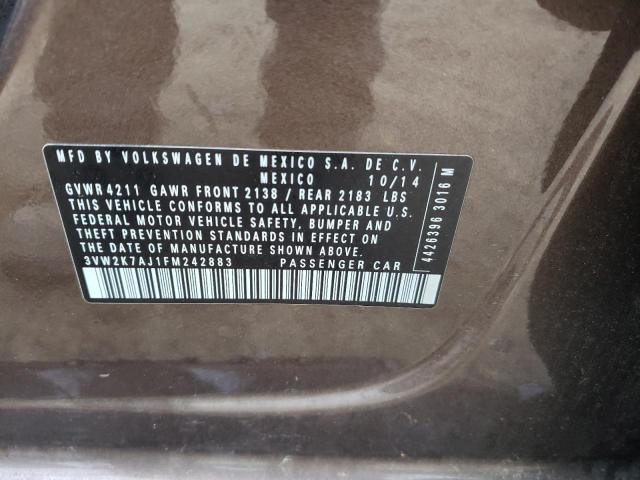 MFD BY VOLKSWAGEN DE MEXICO S.A. DE C.V.
MEXICO 10/14
GVWR 4211 GAWR FRONT 2138 / REAR 2183 LBS
THIS VEHICLE CONFORMS TO ALL APPLICABLE U.S.
FEDERAL MOTOR VEHICLE SAFETY, BUMPER AND
THEFT PREVENTION STANDARDS IN EFFECT ON
THE DATE OF MANUFACTURE SHOWN ABOVE.
3VW2K7AJ1FM242883 PASSENGER CAR
4426396 3016 M